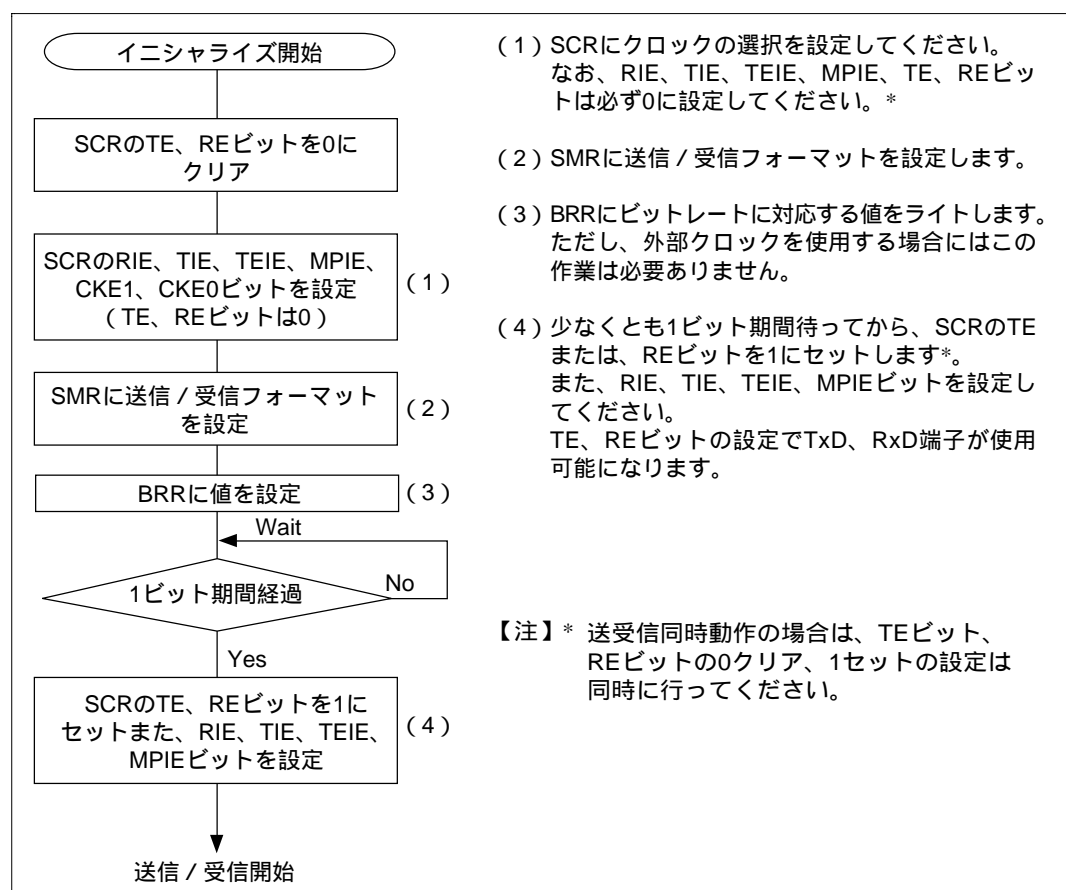 イニシャライズ開始
SCRのTE、REビットを0に
クリア
SCRのRIE、TIE、TEIE、MPIE、
CKE1、CKE0ビットを設定
(TE、REビットは0)
(1)
SMRに送信/受信フォーマット
を設定
(2)
BRRに値を設定
(3)
Wait
1ビット期間経過
No
Yes
SCRのTE、REビットを1に
セットまた、RIE、TIE、TEIE、
MPIEビットを設定
(4)
送信/受信開始
(1)SCRにクロックの選択を設定してください。
なお、RIE、TIE、TEIE、MPIE、TE、REビッ
トは必ず0に設定してください。*
(2)SMRに送信/受信フォーマットを設定します。
(3)BRRにビットレートに対応する値をライトします。
ただし、外部クロックを使用する場合にはこの
作業は必要ありません。
(4)少なくとも1ビット期間待ってから、SCRのTE
または、REビットを1にセットします*。
また、RIE、TIE、TEIE、MPIEビットを設定し
てください。
TE、REビットの設定でTxD、RxD端子が使用
可能になります。
【注】* 送受信同時動作の場合は、TEビット、
REビットの0クリア、1セットの設定は
同時に行ってください。